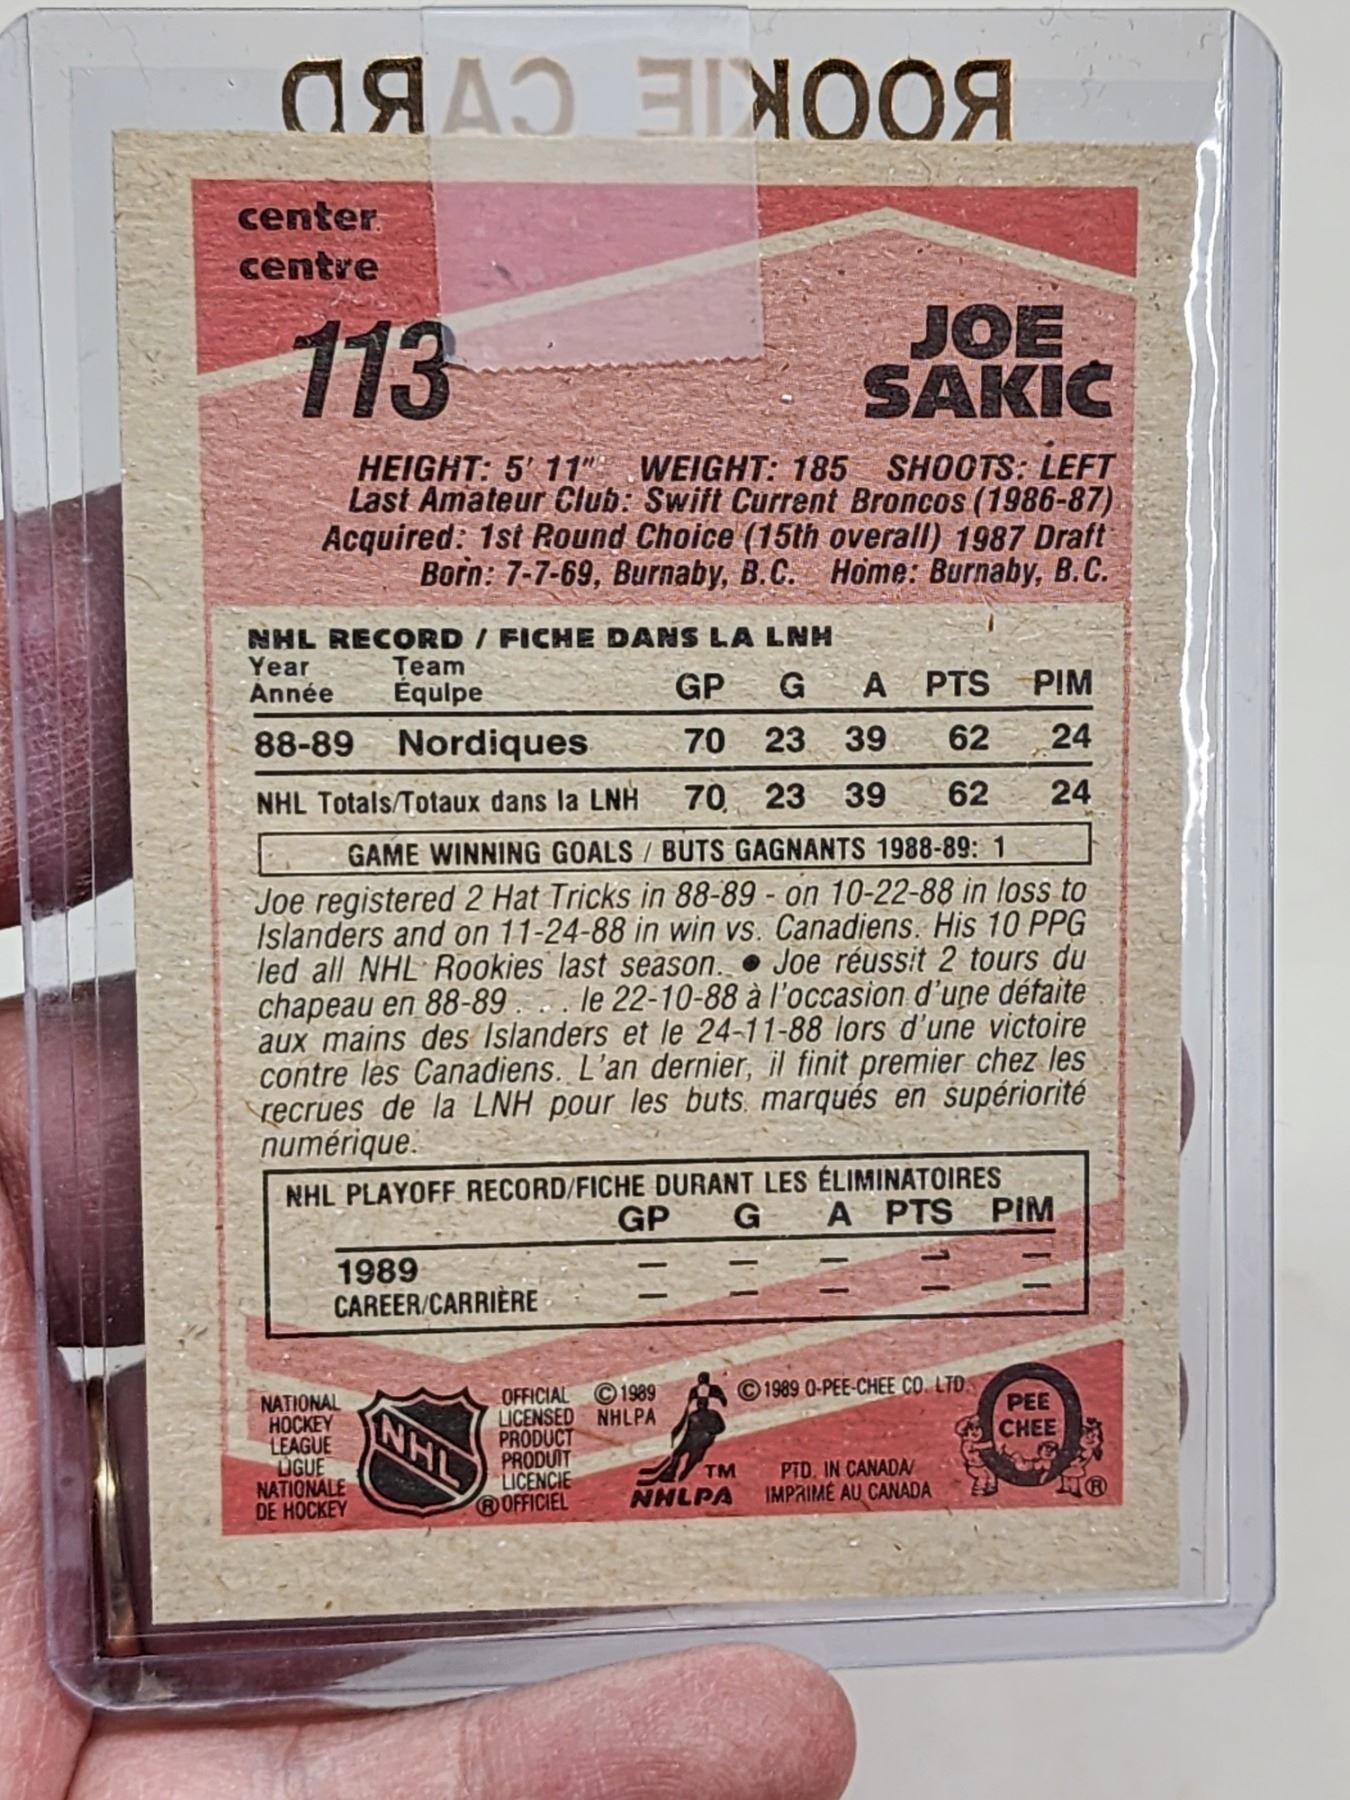 ROOKIE CARD
center
centre
113
JOE
SAKIC
HEIGHT: 5' 11" WEIGHT: 185 SHOOTS: LEFT
Last Amateur Club: Swift Current Broncos (1986-87)
Acquired: 1st Round Choice (15th overall) 1987 Draft
Born: 7-7-69, Burnaby, B.C. Home: Burnaby, B.C.
NHL RECORD / FICHE DANS LA LNH
Year Team
Année Équipe GP G A PTS PIM
88-89 Nordiques 70 23 39 62 24
NHL Totals/Totaux dans la LNH 70 23 39 62 24
GAME WINNING GOALS / BUTS GAGNANTS 1988-89: 1
Joe registered 2 Hat Tricks in 88-89 - on 10-22-88 in loss to
Islanders and on 11-24-88 in win vs. Canadiens. His 10 PPG
led all NHL Rookies last season. ● Joe réussit 2 tours du
chapeau en 88-89 . . . . le 22-10-88 à l'occasion d'une défaite
aux mains des Islanders et le 24-11-88 lors d'une victoire
contre les Canadiens. L'an dernier, il finit premier chez les
recrues de la LNH pour les buts marqués en supériorité
numérique.
NHL PLAYOFF RECORD/FICHE DURANT LES ÉLIMINATOIRES
GP G A PTS PIM
1989 — — — — —
CAREER/CARRIÈRE — — — — —
NATIONAL
HOCKEY
LEAGUE
LIGUE
NATIONALE
DE HOCKEY
NHL
®
OFFICIAL
LICENSED
PRODUCT
PRODUIT
LICENCIE
OFFICIEL
© 1989
NHLPA
TM
NHLPA
© 1989 O-PEE-CHEE CO. LTD.
PTD. IN CANADA/
IMPRIMÉ AU CANADA
PEE
CHEE
®